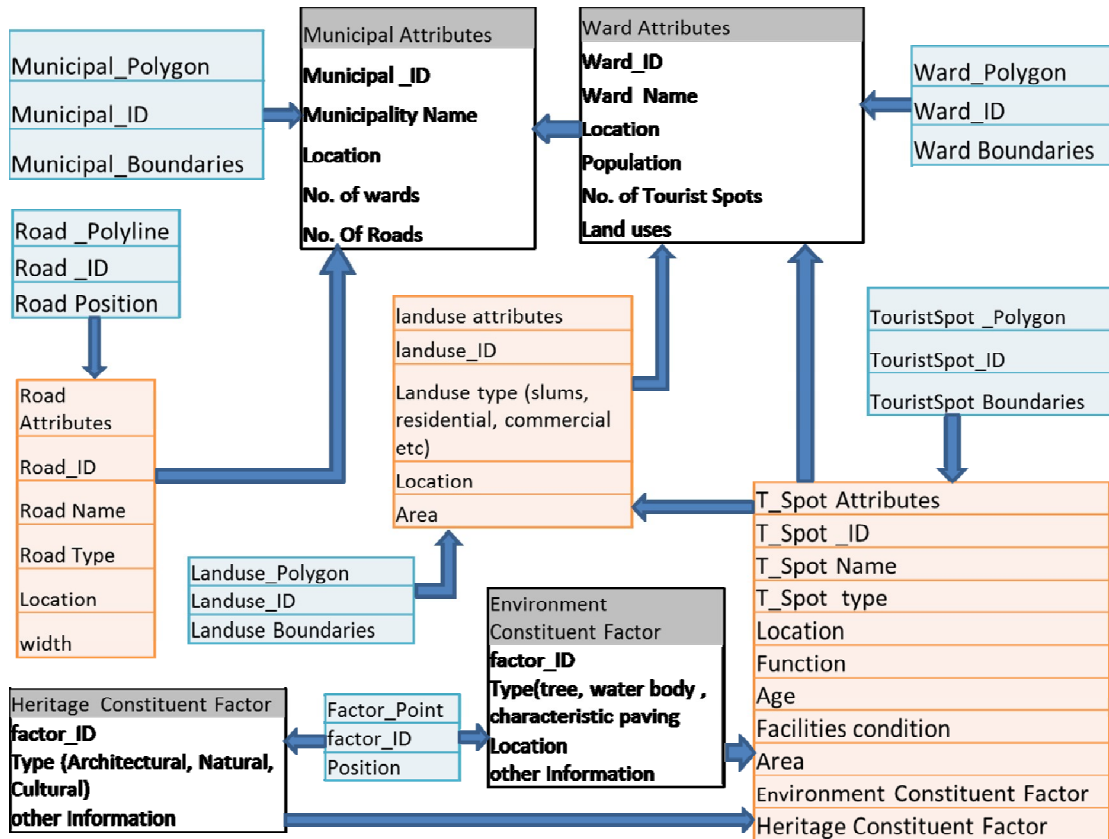 Municipal_Polygon
Municipal_ID
Municipal_Boundaries
Municipal Attributes
Municipal _ID
Municipality Name
Location
No. of wards
No. Of Roads
Ward Attributes
Ward_ID
Ward Name
Location
Population
No. of Tourist Spots
Land uses
Ward_Polygon
Ward_ID
Ward Boundaries
Road _Polyline
Road _ID
Road Position
landuse attributes
landuse_ID
Landuse type (slums,
residential, commercial
etc)
Location
Area
TouristSpot _Polygon
TouristSpot_ID
TouristSpot Boundaries
Road
Attributes
Road_ID
Road Name
Road Type
Location
width
T_Spot Attributes
T_Spot _ID
T_Spot Name
T_Spot type
Location
Function
Age
Facilities condition
Area
Environment Constituent Factor
Heritage Constituent Factor
Landuse_Polygon
Landuse_ID
Landuse Boundaries
Environment
Constituent Factor
factor_ID
Type(tree, water body ,
characteristic paving
Location
other Information
Heritage Constituent Factor
factor_ID
Type (Architectural, Natural,
Cultural)
other Information
Factor_Point
factor_ID
Position